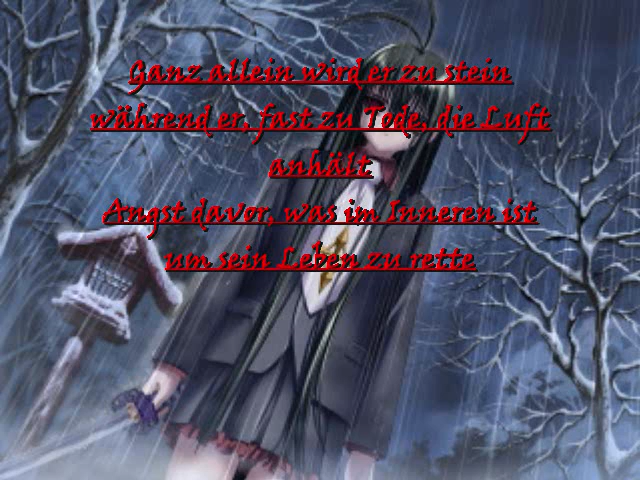 Ganz allein wird er zu stein
während er, fast zu Tode, die Luft
anhält
Angst davor, was im Inneren ist
um sein Leben zu rette